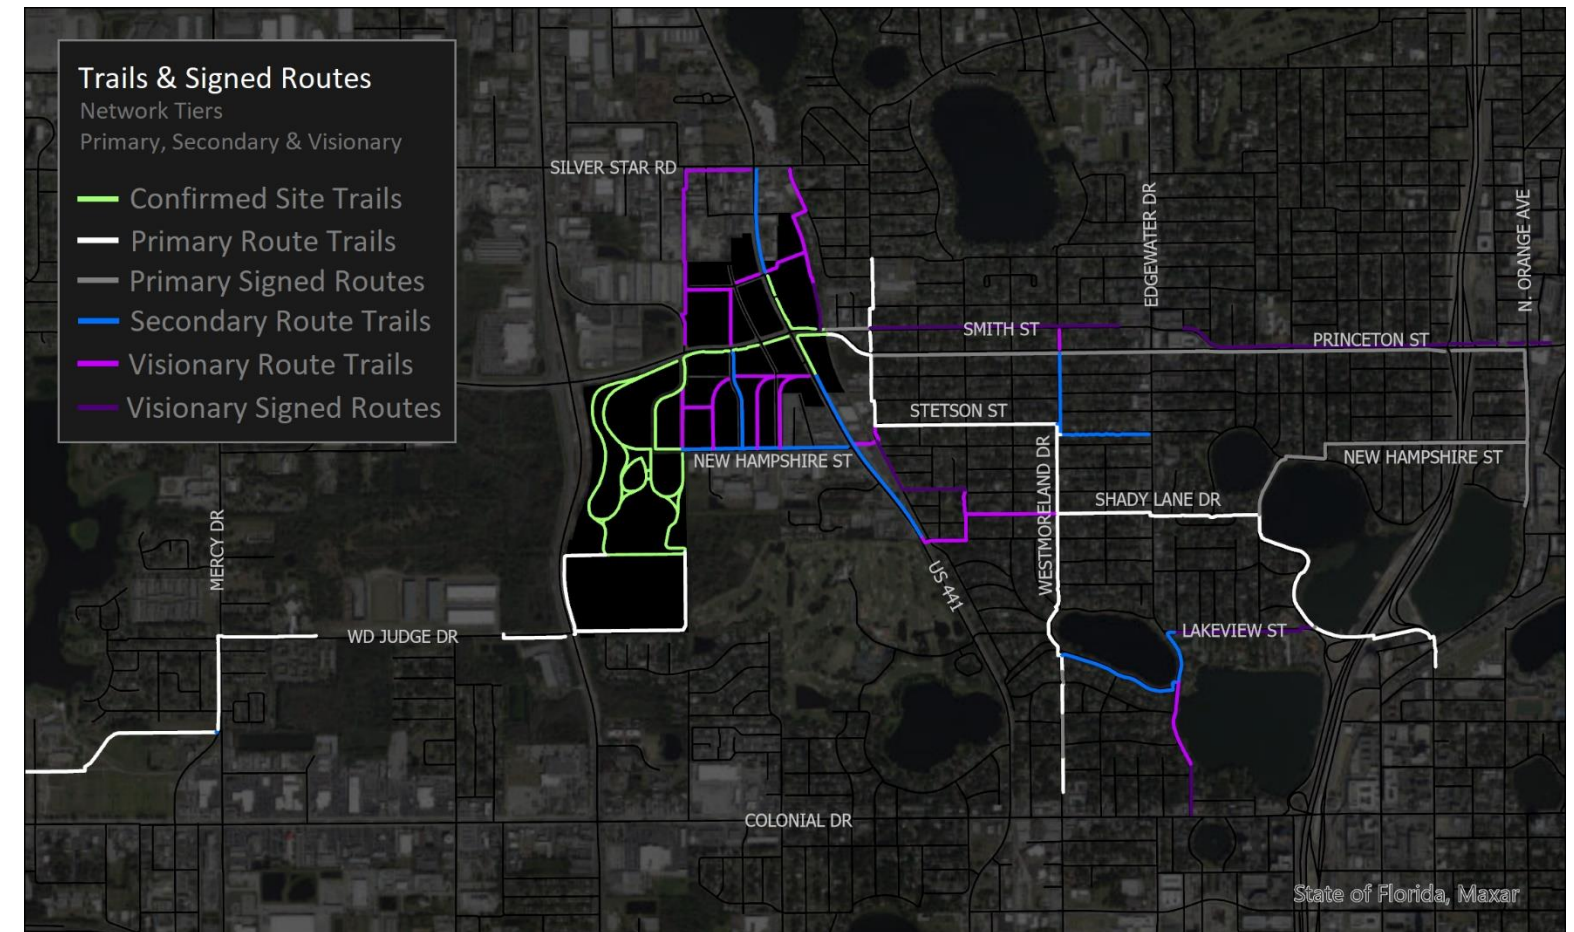 Trails & Signed Routes
Network Tiers
Primary, Secondary & Visionary
Confirmed Site Trails
Primary Route Trails
Primary Signed Routes
Secondary Route Trails
Visionary Route Trails
Visionary Signed Routes
SILVER STAR RD
EDGEWATER DR
N. ORANGE AVE
SMITH ST
PRINCETON ST
STETSON ST
NEW HAMPSHIRE ST
NEW HAMPSHIRE ST
WESTMORELAND DR
SHADY LANE DR
MERCY DR
US 441
WD JUDGE DR
LAKEVIEW ST
COLONIAL DR
State of Florida, Maxar